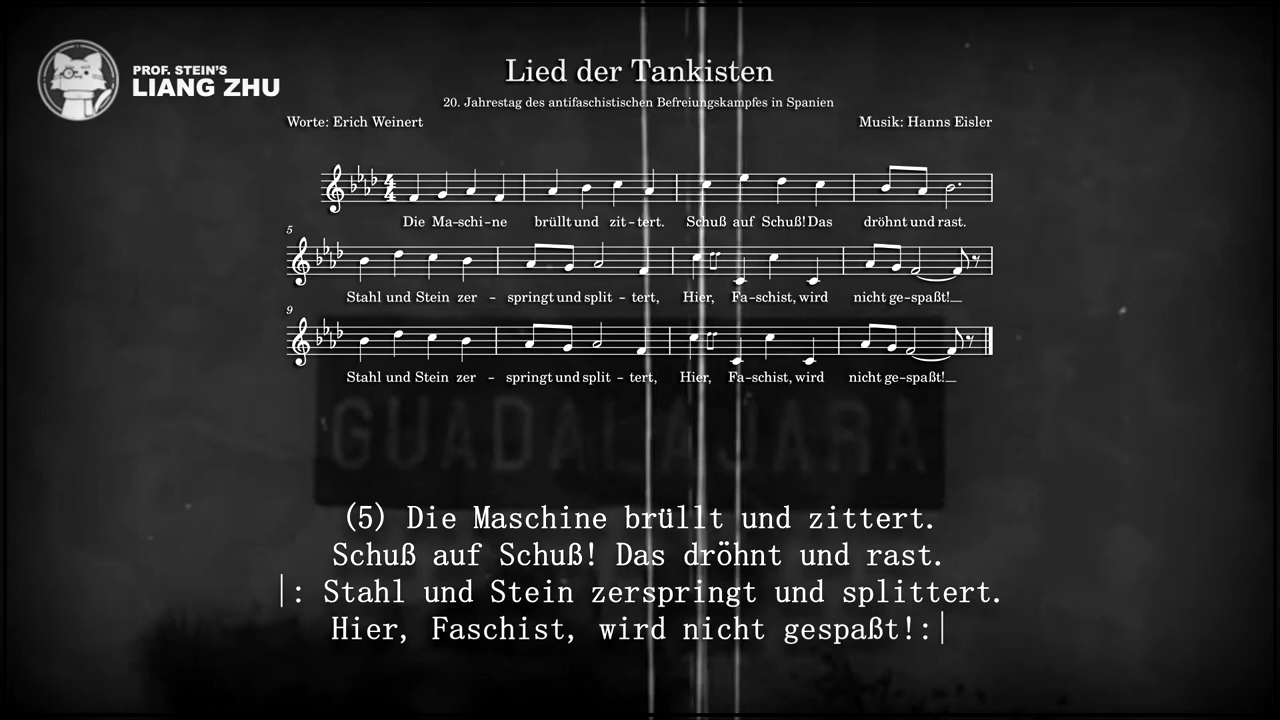 PROF. STEIN'S
LIANG ZHU
Lied der Tankisten
20. Jahrestag des antifaschistischen Befreiungskampfes in Spanien
Worte: Erich Weinert
Musik: Hanns Eisler
Die Ma-schi-ne brüllt und zit-tert. Schuß auf Schuß! Das dröhnt und rast.
5
Stahl und Stein zer - springt und split - tert, Hier, Fa-schist, wird nicht ge-spaßt!__
9
Stahl und Stein zer - springt und split - tert, Hier, Fa-schist, wird nicht ge-spaßt!__
GUADALAJARA
(5) Die Maschine brüllt und zittert.
Schuß auf Schuß! Das dröhnt und rast.
|: Stahl und Stein zerspringt und splittert.
Hier, Faschist, wird nicht gespaßt!:|